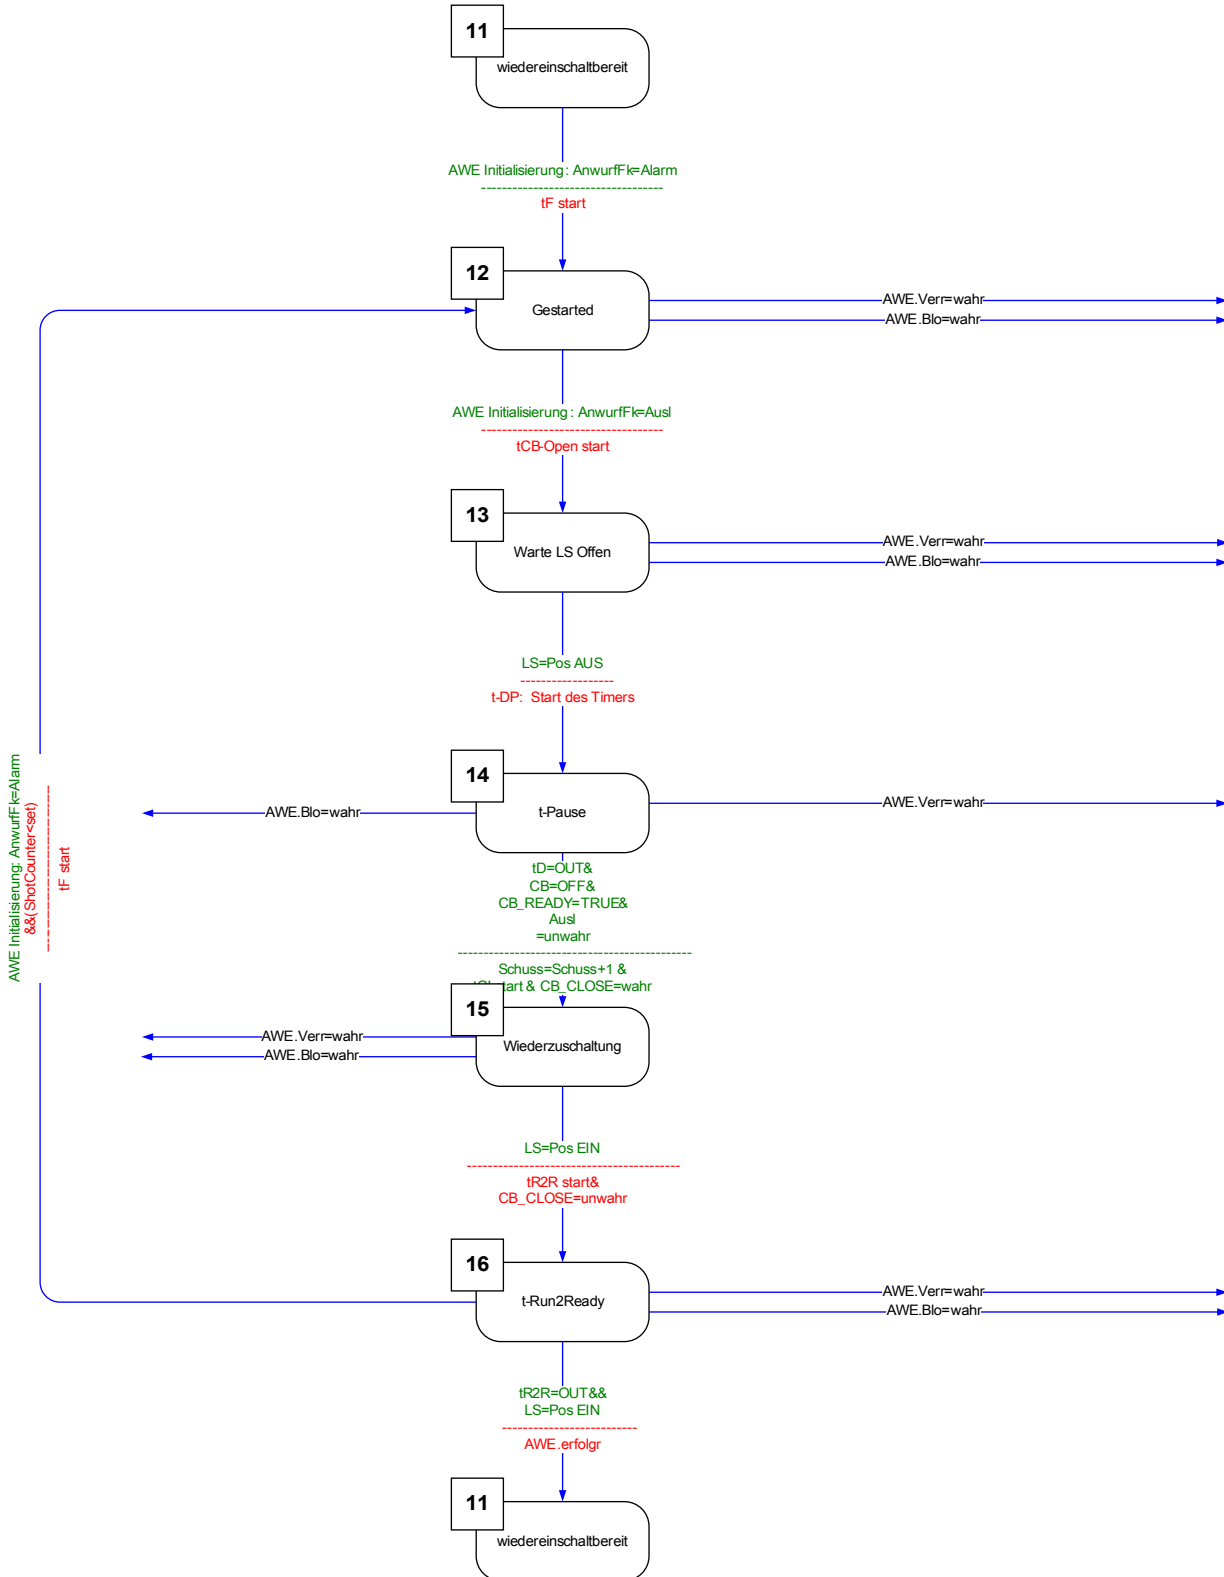 11
wiedereinschaltbereit
AWE Initialisierung: AnwurfFk=Alarm
tF start
12
Gestarted
AWE.Verr=wahr
AWE.Blo=wahr
AWE Initialisierung: AnwurfFk=Ausl
tCB-Open start
13
Warte LS Offen
AWE.Verr=wahr
AWE.Blo=wahr
LS=Pos AUS
t-DP: Start des Timers
14
t-Pause
AWE.Blo=wahr
AWE.Verr=wahr
AWE Initialisierung: AnwurfFk=Alarm
&&(ShotCounter<set)
tF start
tD=OUT&
CB=OFF&
CB_READY=TRUE&
Ausl
=unwahr
Schuss=Schuss+1 &
start & CB_CLOSE=wahr
15
Wiederzuschaltung
AWE.Verr=wahr
AWE.Blo=wahr
LS=Pos EIN
tR2R start&
CB_CLOSE=unwahr
16
t-Run2Ready
AWE.Verr=wahr
AWE.Blo=wahr
tR2R=OUT&&
LS=Pos EIN
AWE.erfolgr
11
wiedereinschaltbereit